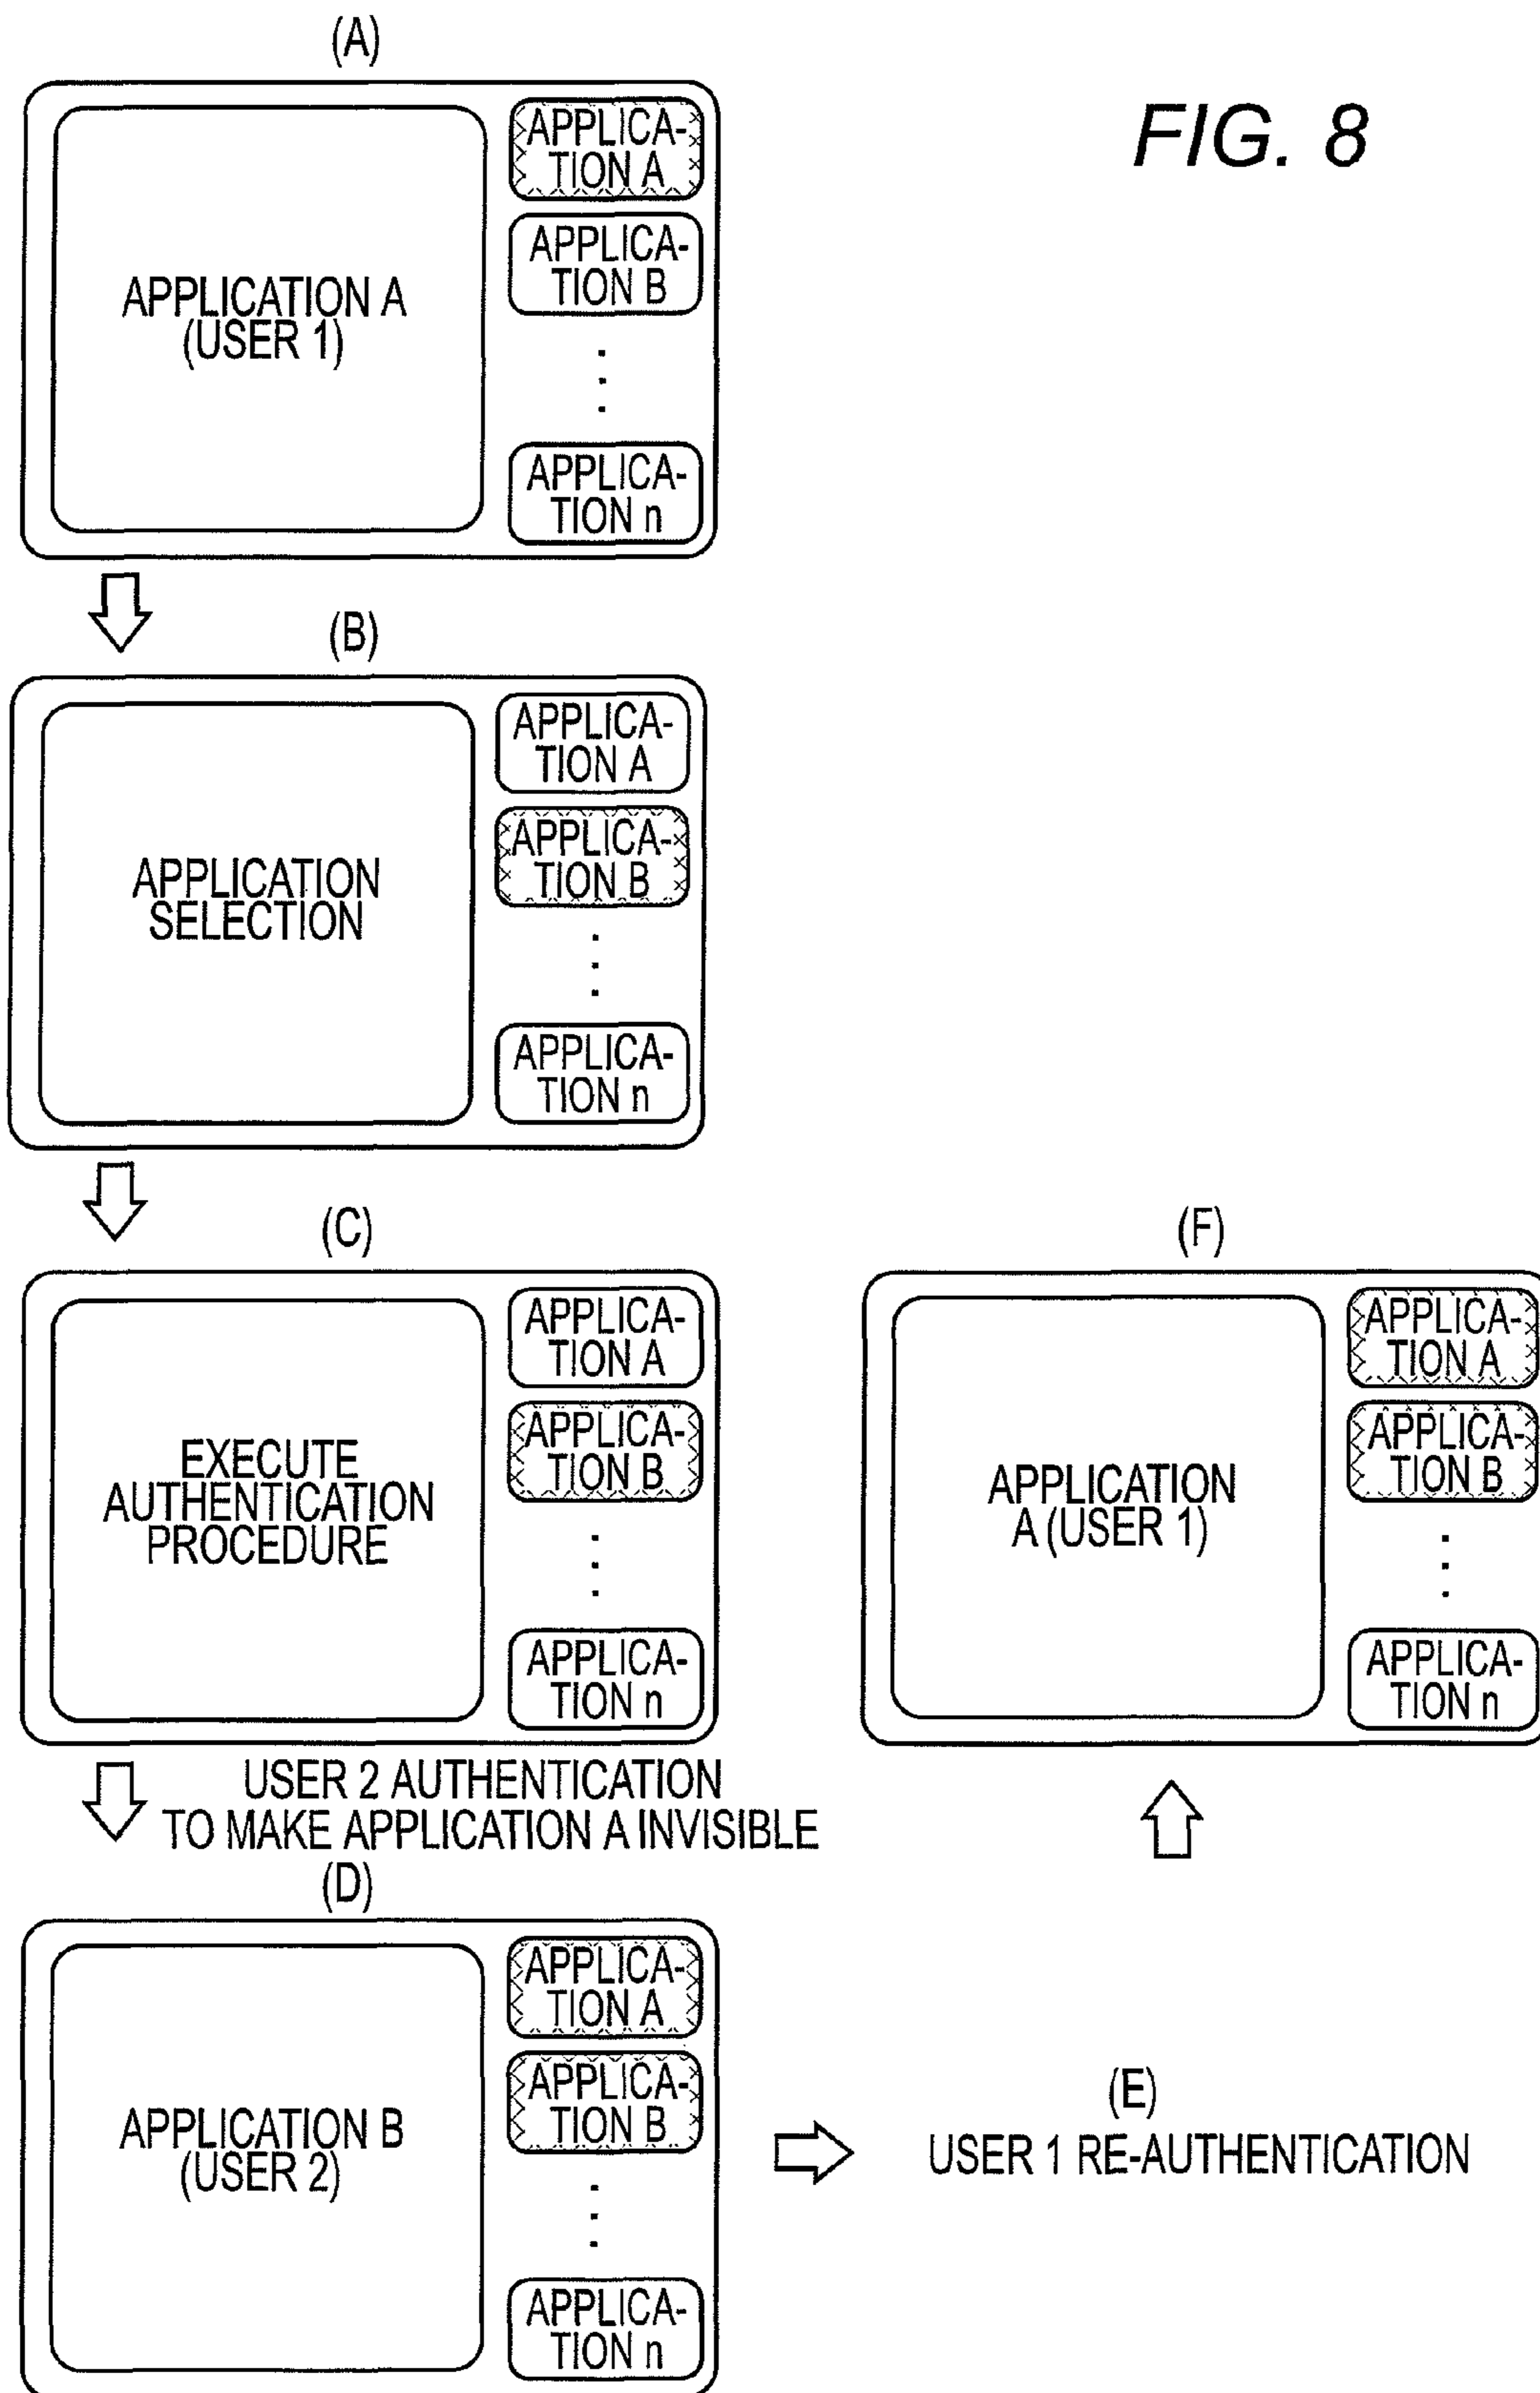 FIG. 8
(A)
APPLICATION A
(USER 1)
APPLICA-
TION A
APPLICA-
TION B
APPLICA-
TION n
(B)
APPLICATION
SELECTION
APPLICA-
TION A
APPLICA-
TION B
APPLICA-
TION n
(C)
EXECUTE
AUTHENTICATION
PROCEDURE
APPLICA-
TION A
APPLICA-
TION B
APPLICA-
TION n
USER 2 AUTHENTICATION
TO MAKE APPLICATION A INVISIBLE
(D)
APPLICATION B
(USER 2)
APPLICA-
TION A
APPLICA-
TION B
APPLICA-
TION n
(E)
USER 1 RE-AUTHENTICATION
(F)
APPLICATION
A (USER 1)
APPLICA-
TION A
APPLICA-
TION B
APPLICA-
TION n